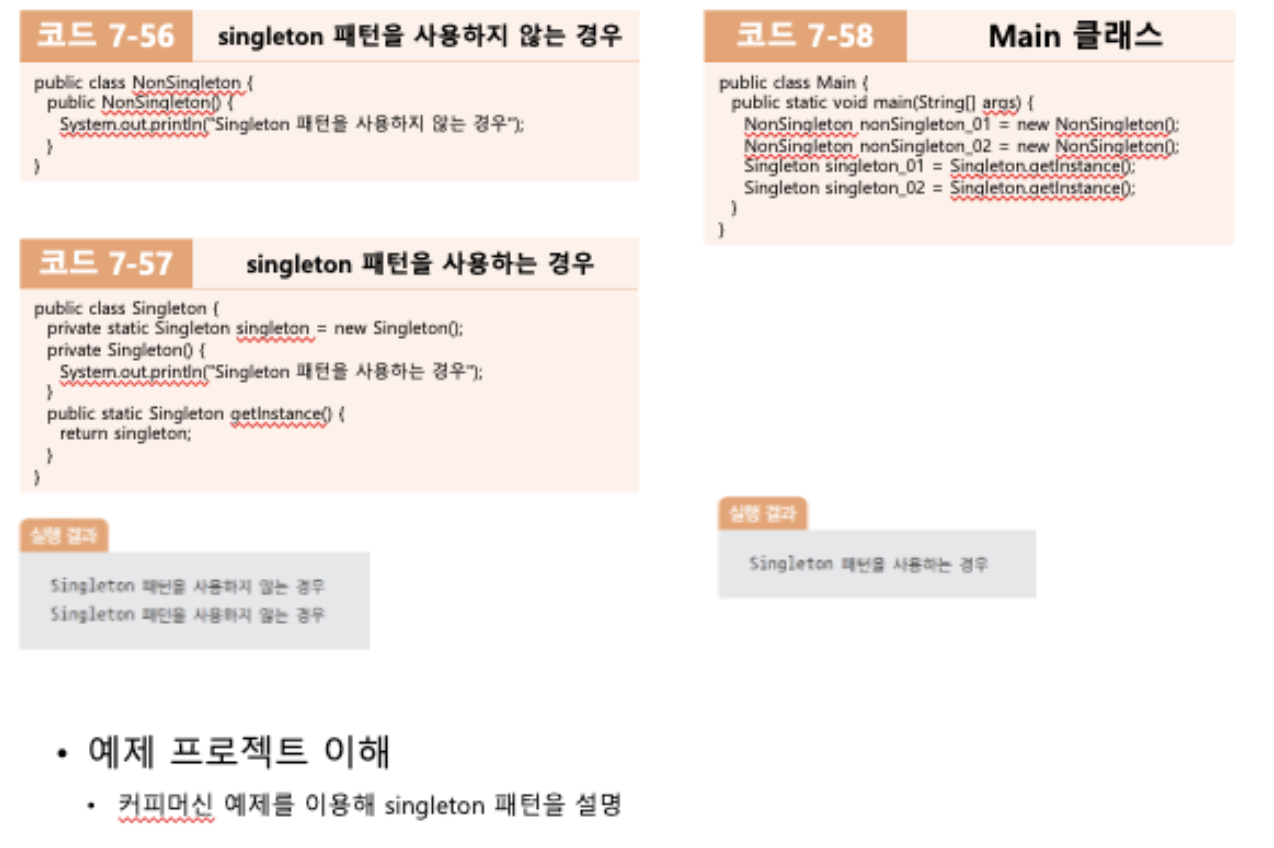 코드 7-56 singleton 패턴을 사용하지 않는 경우
public class NonSingleton {
public NonSingleton() {
System.out.println("Singleton 패턴을 사용하지 않는 경우");
}
}
코드 7-57 singleton 패턴을 사용하는 경우
public class Singleton {
private static Singleton singleton = new Singleton();
private Singleton() {
System.out.println("Singleton 패턴을 사용하는 경우");
}
public static Singleton getInstance() {
return singleton;
}
}
실행 결과
Singleton 패턴을 사용하지 않는 경우
Singleton 패턴을 사용하지 않는 경우
코드 7-58 Main 클래스
public class Main {
public static void main(String[] args) {
NonSingleton nonSingleton_01 = new NonSingleton();
NonSingleton nonSingleton_02 = new NonSingleton();
Singleton singleton_01 = Singleton.getInstance();
Singleton singleton_02 = Singleton.getInstance();
}
}
실행 결과
Singleton 패턴을 사용하는 경우
• 예제 프로젝트 이해
• 커피머신 예제를 이용해 singleton 패턴을 설명